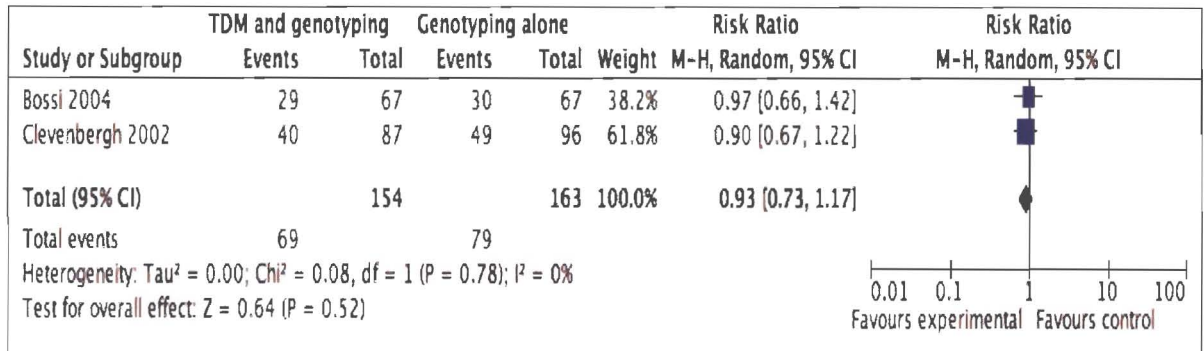 TDM and genotyping Genotyping alone Risk Ratio Risk Ratio
Study or Subgroup Events Total Events Total Weight M-H, Random, 95% CI M-H, Random, 95% CI
Bossi 2004 29 67 30 67 38.2% 0.97 [0.66, 1.42]
Clevenbergh 2002 40 87 49 96 61.8% 0.90 [0.67, 1.22]
Total (95% CI) 154 163 100.0% 0.93 [0.73, 1.17]
Total events 69 79
Heterogeneity: Tau² = 0.00; Chi² = 0.08, df = 1 (P = 0.78); I² = 0%
Test for overall effect: Z = 0.64 (P = 0.52)
0.01 0.1 1 10 100
Favours experimental Favours control